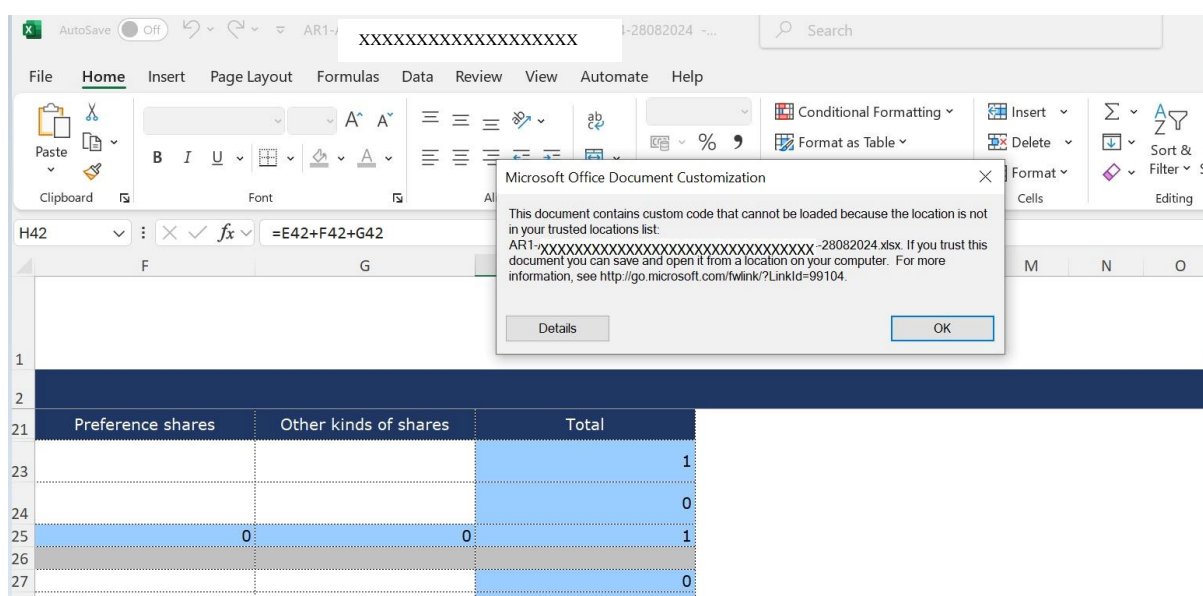 AutoSave Off AR1- XXXXXXXXXXXXXXXXXXX -28082024 -... Search
File Home Insert Page Layout Formulas Data Review View Automate Help
A^ A˅ ab Conditional Formatting Insert Σ
Paste B I U A % 9 Format as Table Delete Sort &
Format Filter
Clipboard Font Cells Editing
Microsoft Office Document Customization
This document contains custom code that cannot be loaded because the location is not
in your trusted locations list:
AR1-XXXXXXXXXXXXXXXXXXXXXXXXXXXXXXXX-28082024.xlsx. If you trust this
document you can save and open it from a location on your computer. For more
information, see http://go.microsoft.com/fwlink/?LinkId=99104.
Details OK
H42 fx =E42+F42+G42
F G M N O
1
2
21 Preference shares Other kinds of shares Total
23 1
24 0
25 0 0 1
26
27 0